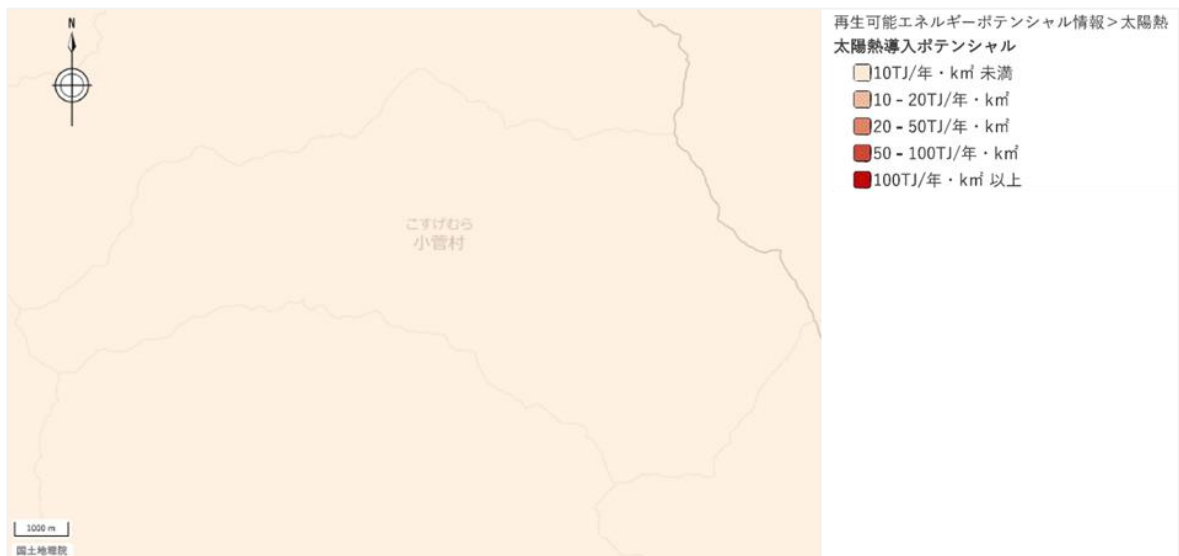 N
こすげむら
小菅村
1000 m
国土地理院
再生可能エネルギーポテンシャル情報＞太陽熱
太陽熱導入ポテンシャル
10TJ/年・k㎡ 未満
10 - 20TJ/年・k㎡
20 - 50TJ/年・k㎡
50 - 100TJ/年・k㎡
100TJ/年・k㎡ 以上